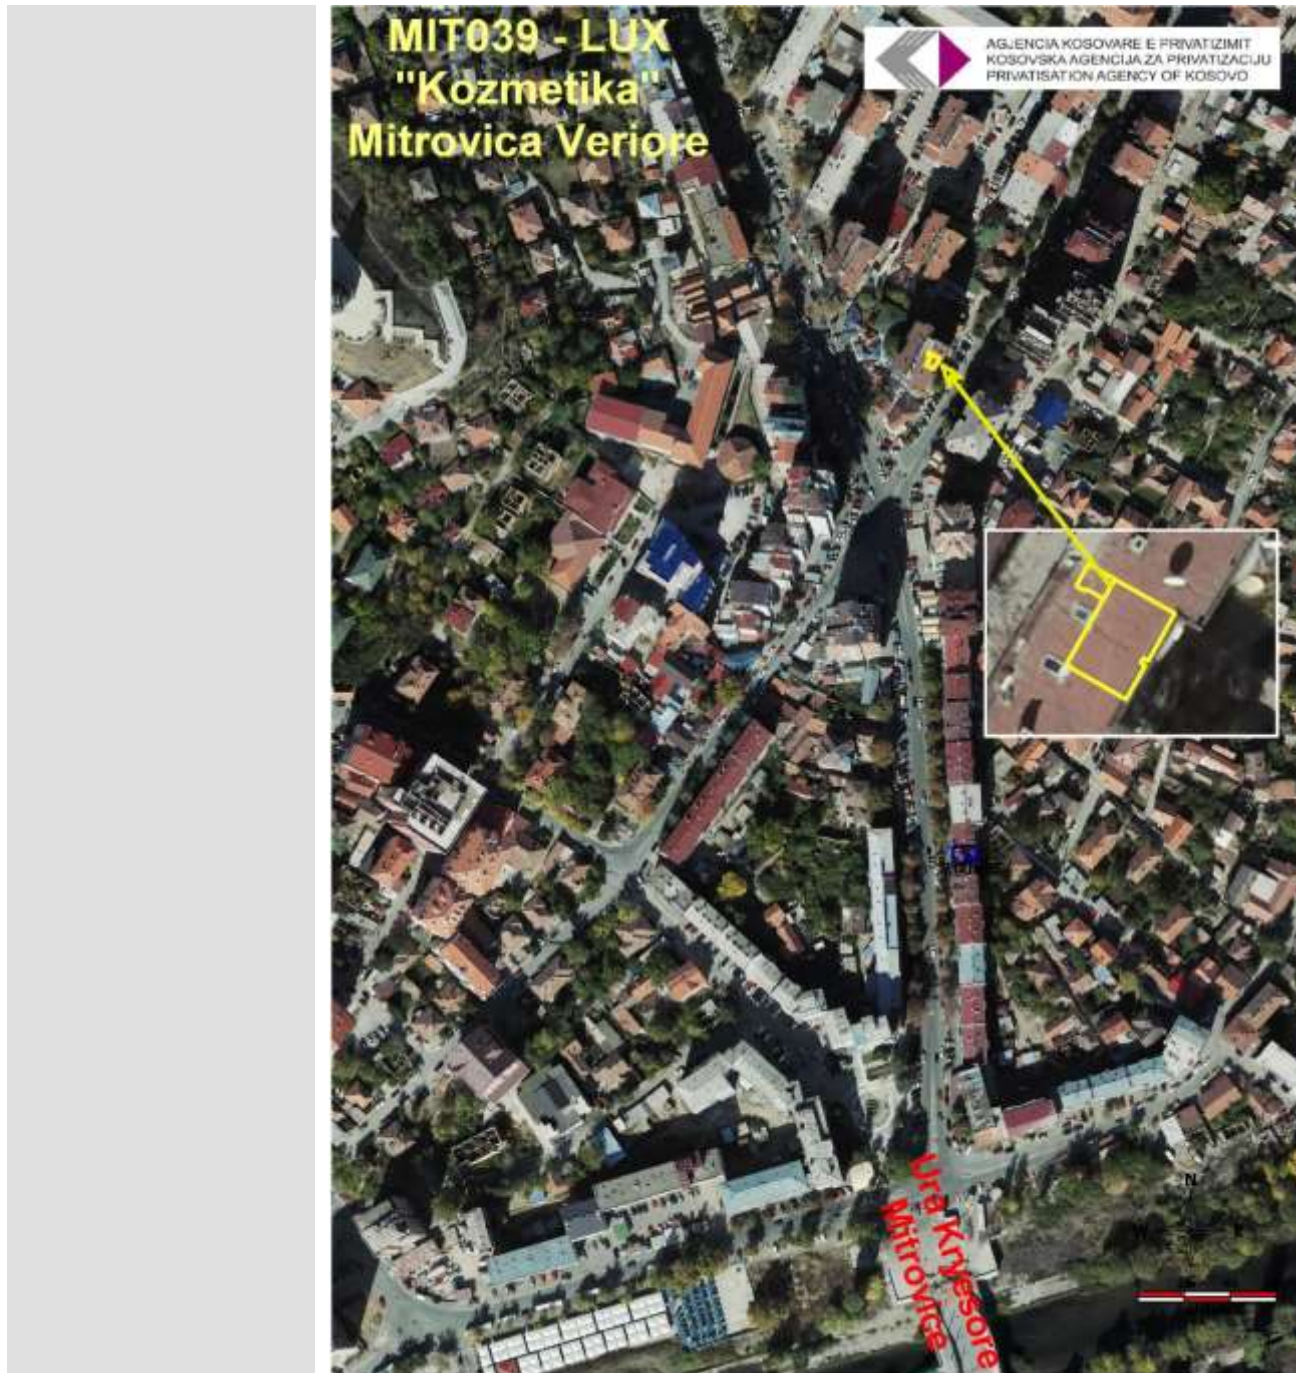 MIT039 - LUX
"Kozmetika"
Mitrovica Veriore
AGJENCIA KOSOVARE E PRIVATIZIMIT
KOSOVSKA AGENCIJA ZA PRIVATIZACIJU
PRIVATISATION AGENCY OF KOSOVO
N
Ura Kryesore
Mitrovice